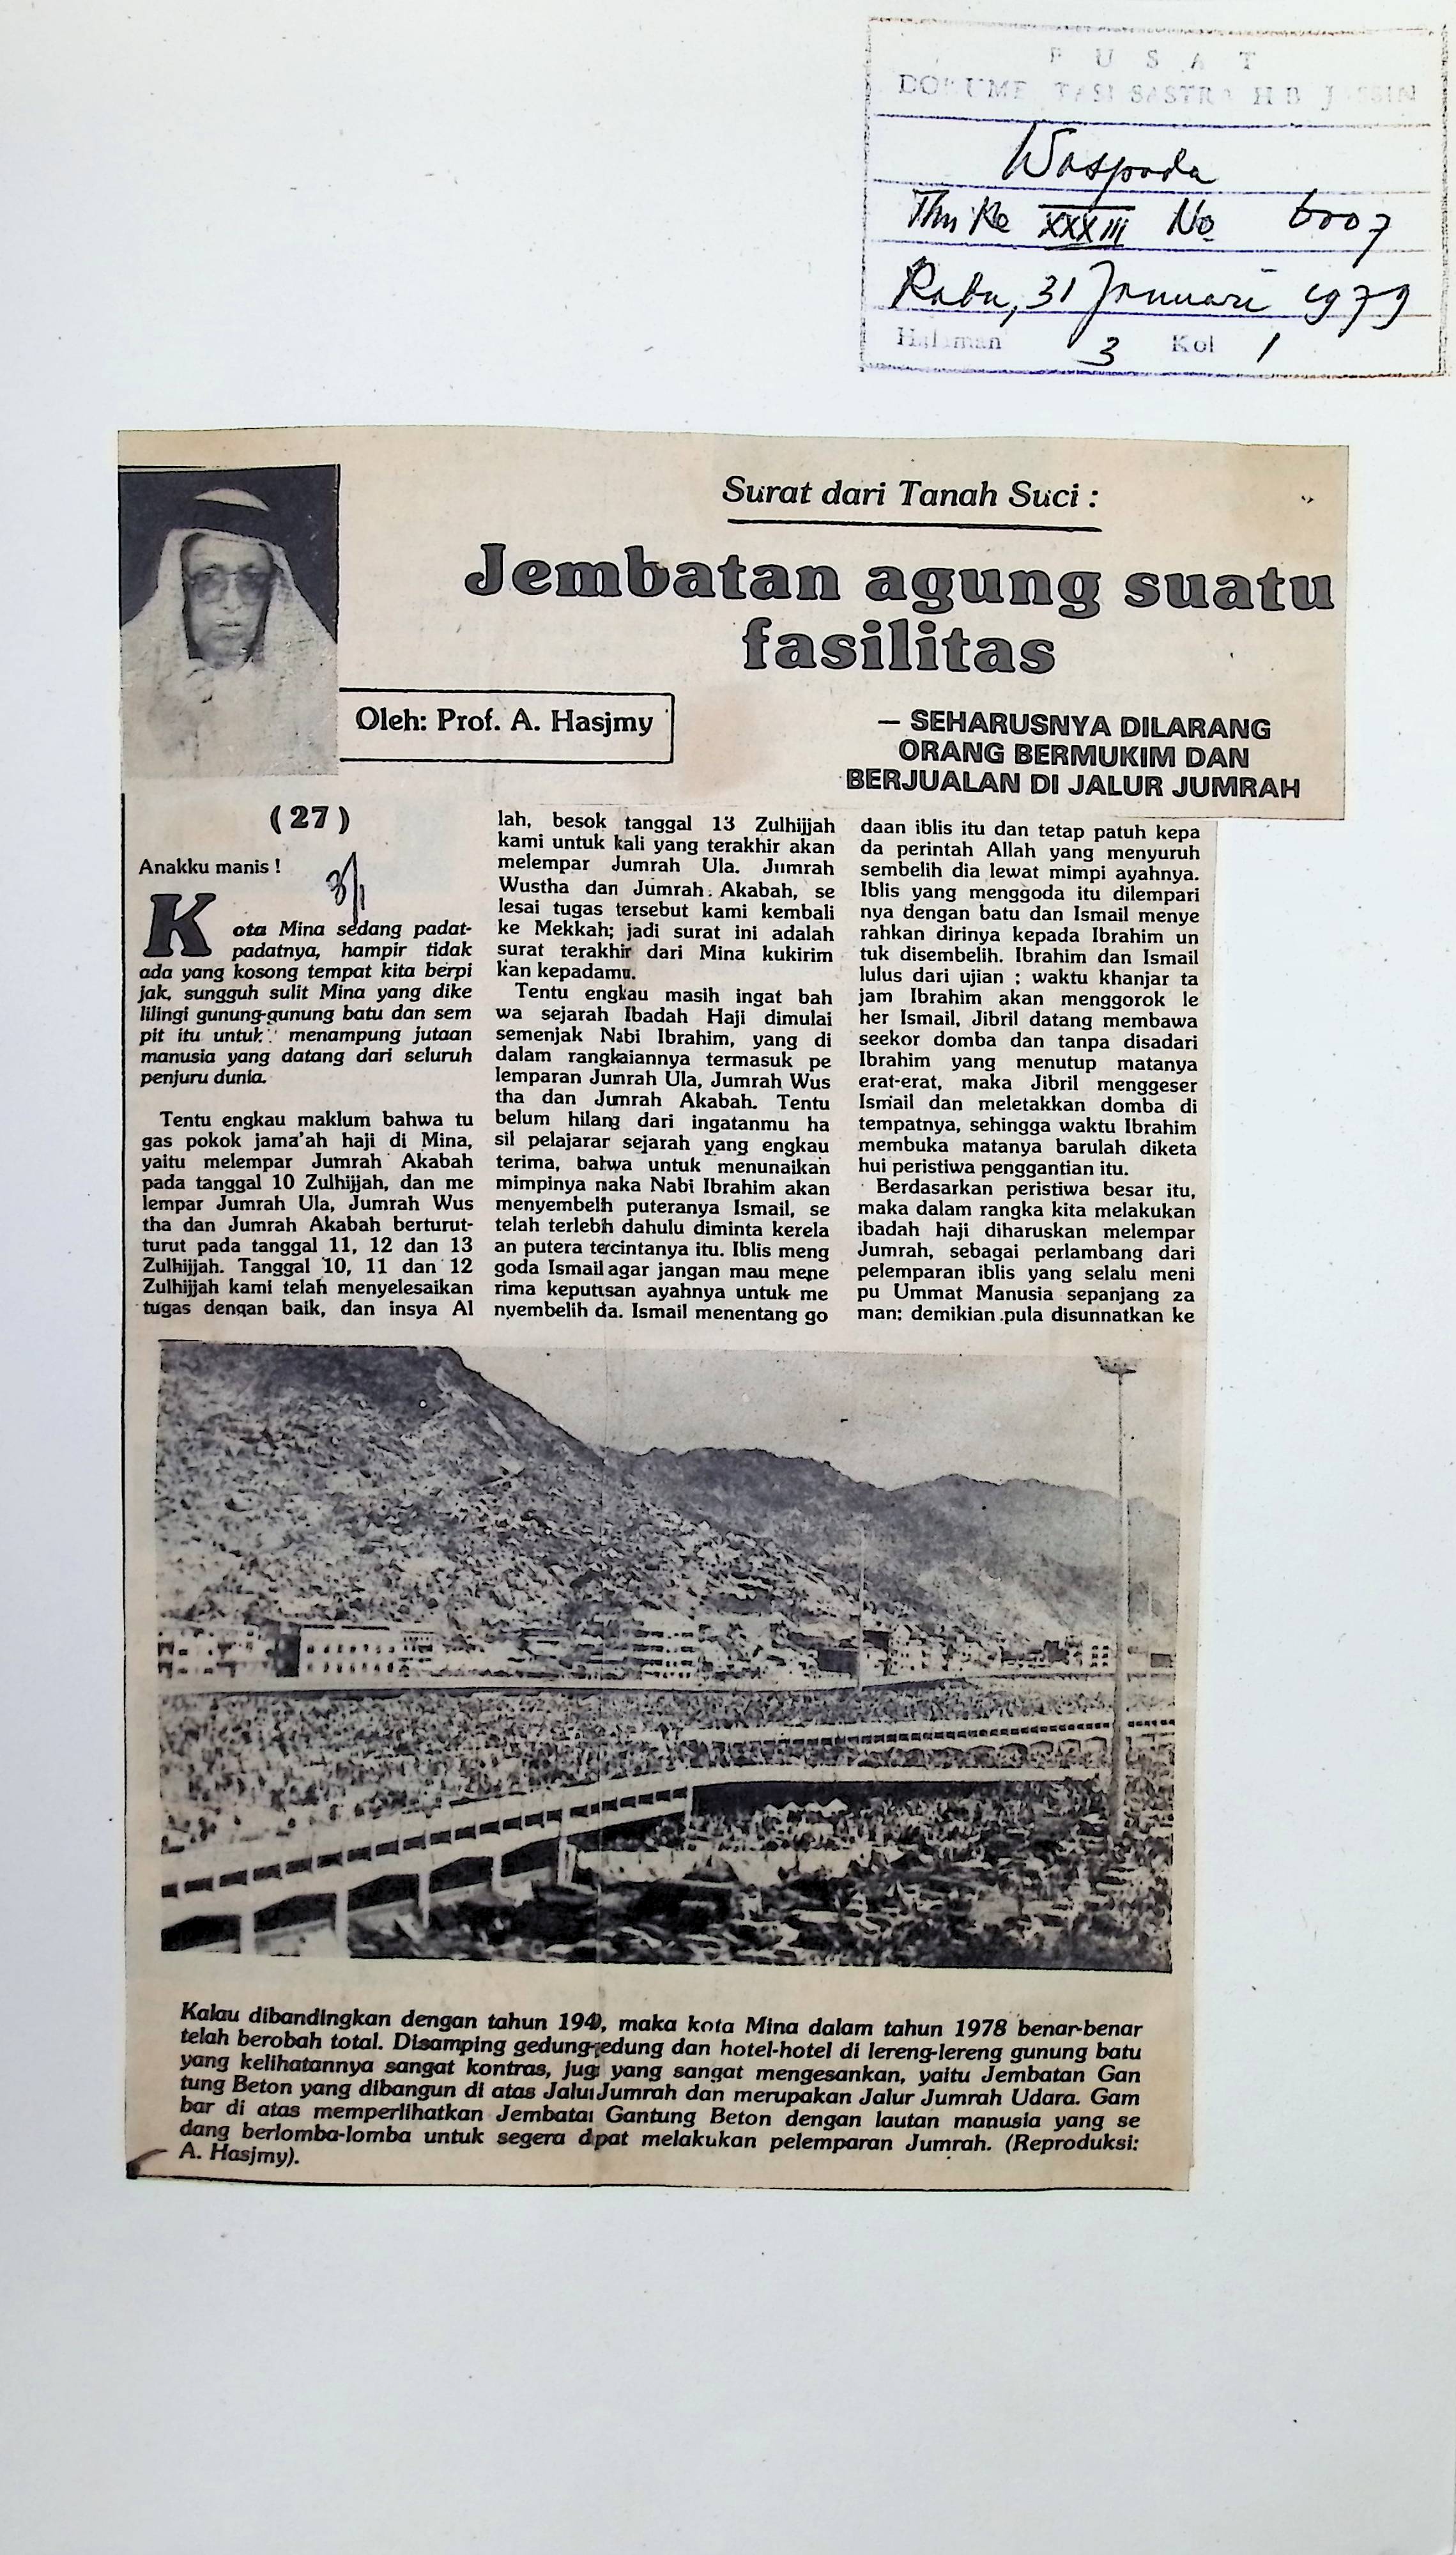 P U S A T
DOKUMENTASI SASTRA H B JASSIN
Waspada
Thn Ke XXXIII No 6007
Rabu, 31 Januari 1979
Halaman 3 Kol 1
Surat dari Tanah Suci :
Jembatan agung suatu
fasilitas
Oleh: Prof. A. Hasjmy
— SEHARUSNYA DILARANG
ORANG BERMUKIM DAN
BERJUALAN DI JALUR JUMRAH
(27)
Anakku manis !
3/1
Kota Mina sedang padat-
padatnya, hampir tidak
ada yang kosong tempat kita berpi
jak, sungguh sulit Mina yang dike
lilingi gunung-gunung batu dan sem
pit itu untuk menampung jutaan
manusia yang datang dari seluruh
penjuru dunia.
Tentu engkau maklum bahwa tu
gas pokok jama'ah haji di Mina,
yaitu melempar Jumrah Akabah
pada tanggal 10 Zulhijjah, dan me
lempar Jumrah Ula, Jumrah Wus
tha dan Jumrah Akabah berturut-
turut pada tanggal 11, 12 dan 13
Zulhijjah. Tanggal 10, 11 dan 12
Zulhijjah kami telah menyelesaikan
tugas dengan baik, dan insya Al
lah, besok tanggal 13 Zulhijjah
kami untuk kali yang terakhir akan
melempar Jumrah Ula. Jumrah
Wustha dan Jumrah Akabah, se
lesai tugas tersebut kami kembali
ke Mekkah; jadi surat ini adalah
surat terakhir dari Mina kukirim
kan kepadamu.
Tentu engkau masih ingat bah
wa sejarah Ibadah Haji dimulai
semenjak Nabi Ibrahim, yang di
dalam rangkaiannya termasuk pe
lemparan Jumrah Ula, Jumrah Wus
tha dan Jumrah Akabah. Tentu
belum hilang dari ingatanmu ha
sil pelajaran sejarah yang engkau
terima, bahwa untuk menunaikan
mimpinya maka Nabi Ibrahim akan
menyembelih puteranya Ismail, se
telah terlebih dahulu diminta kerela
an putera tercintanya itu. Iblis meng
goda Ismail agar jangan mau mene
rima keputusan ayahnya untuk me
nyembelih dia. Ismail menentang go
daan iblis itu dan tetap patuh kepa
da perintah Allah yang menyuruh
sembelih dia lewat mimpi ayahnya.
Iblis yang menggoda itu dilempari
nya dengan batu dan Ismail menye
rahkan dirinya kepada Ibrahim un
tuk disembelih. Ibrahim dan Ismail
lulus dari ujian ; waktu khanjar ta
jam Ibrahim akan menggorok le
her Ismail, Jibril datang membawa
seekor domba dan tanpa disadari
Ibrahim yang menutup matanya
erat-erat, maka Jibril menggeser
Ismail dan meletakkan domba di
tempatnya, sehingga waktu Ibrahim
membuka matanya barulah diketa
hui peristiwa penggantian itu.
Berdasarkan peristiwa besar itu,
maka dalam rangka kita melakukan
ibadah haji diharuskan melempar
Jumrah, sebagai perlambang dari
pelemparan iblis yang selalu meni
pu Ummat Manusia sepanjang za
man; demikian pula disunnatkan ke
Kalau dibandingkan dengan tahun maka kota Mina dalam tahun 1978 benar-benar
telah berobah total. Disamping gedung-gedung dan hotel-hotel di lereng-lereng gunung batu
yang kelihatannya sangat kontras, juga yang sangat mengesankan, yaitu Jembatan Gan
tung Beton yang dibangun di atas Jalur Jumrah dan merupakan Jalur Jumrah Udara. Gam
bar di atas memperlihatkan Jembatan Gantung Beton dengan lautan manusia yang se
dang berlomba-lomba untuk segera dapat melakukan pelemparan Jumrah. (Reproduksi:
A. Hasjmy).